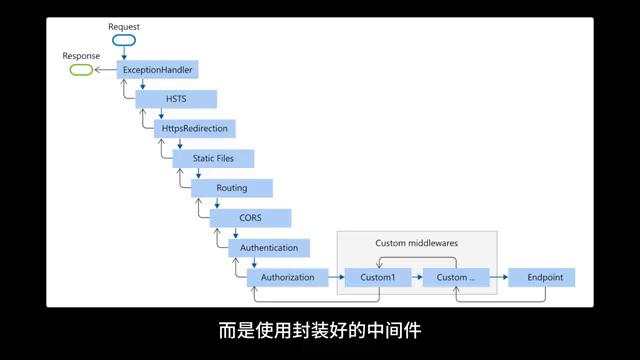 Request
Response
ExceptionHandler
HSTS
HttpsRedirection
Static Files
Routing
CORS
Authentication
Custom middlewares
Authorization
Custom1
Custom ...
Endpoint
而是使用封装好的中间件